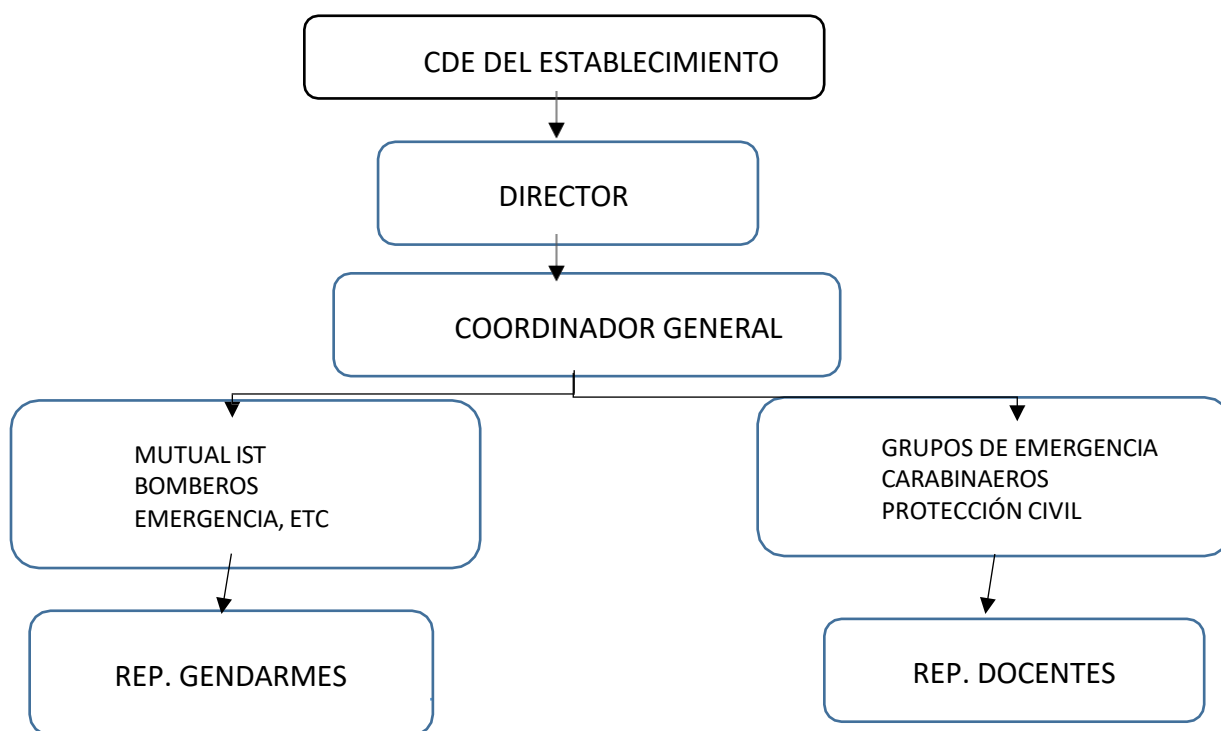 CDE DEL ESTABLECIMIENTO
DIRECTOR
COORDINADOR GENERAL
MUTUAL IST
BOMBEROS
EMERGENCIA, ETC
GRUPOS DE EMERGENCIA
CARABINAEROS
PROTECCIÓN CIVIL
REP. GENDARMES
REP. DOCENTES